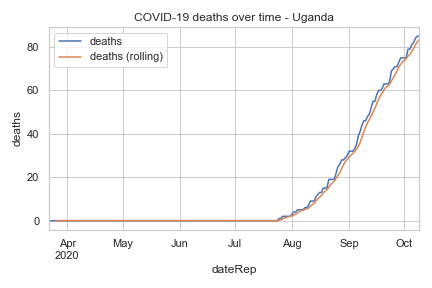 COVID-19 deaths over time - Uganda
deaths
deaths (rolling)
80
60
40
20
0
deaths
Apr May Jun Jul Aug Sep Oct
2020
dateRep